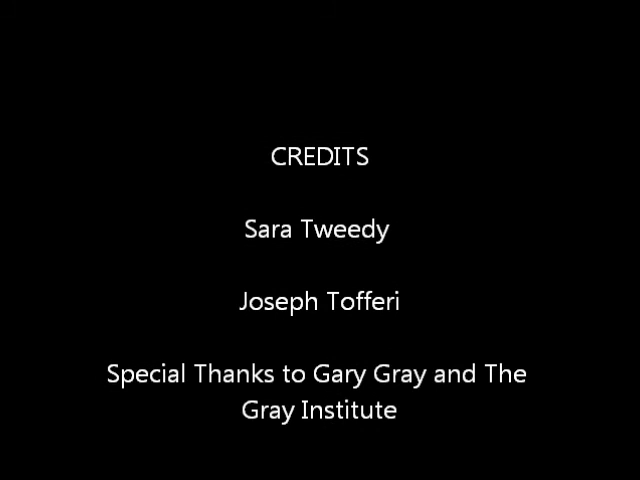 CREDITS
Sara Tweedy
Joseph Tofferi
Special Thanks to Gary Gray and The
Gray Institute